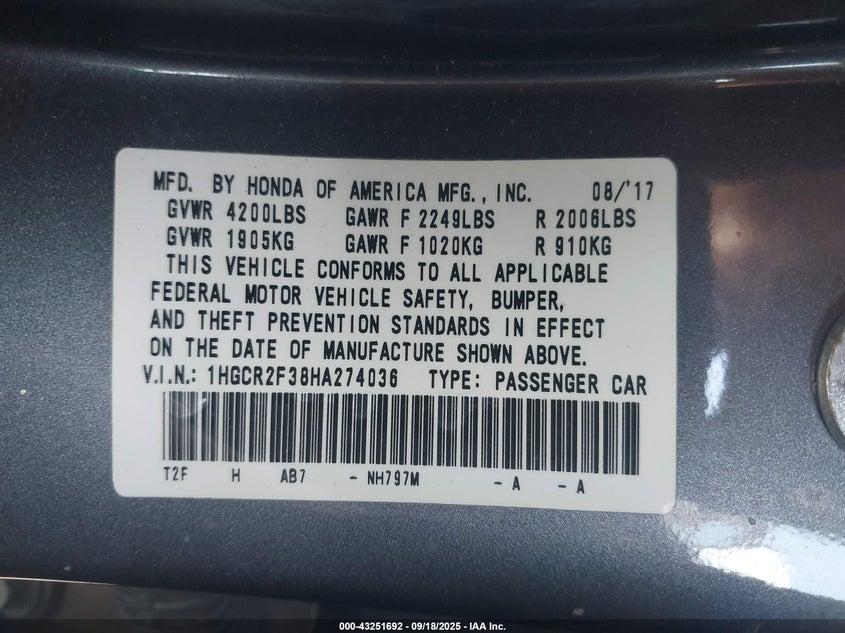 MFD. BY HONDA OF AMERICA MFG., INC. 08/'17
GVWR 4200LBS GAWR F 2249LBS R 2006LBS
GVWR 1905KG GAWR F 1020KG R 910KG
THIS VEHICLE CONFORMS TO ALL APPLICABLE
FEDERAL MOTOR VEHICLE SAFETY, BUMPER,
AND THEFT PREVENTION STANDARDS IN EFFECT
ON THE DATE OF MANUFACTURE SHOWN ABOVE.
V.I.N.: 1HGCR2F38HA274036 TYPE: PASSENGER CAR
T2F H AB7 - NH797M - A - A
000-43251692 - 09/18/2025 - IAA Inc.